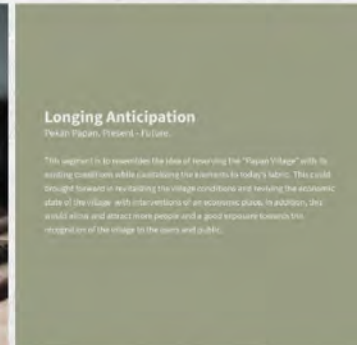 Longing Anticipation
Pekan Papan, Present - Future.
This segment is to resembles the idea of reserving the "Papan Village" with its
existing conditions while the elements to today's fabric. This could
brought forward in revitalising the village conditions and reviving the economic
state of the village with interventions of an economic place. In addition, this
would allow and attract more people and a good exposure towards the
recognition of the village to the users and public.